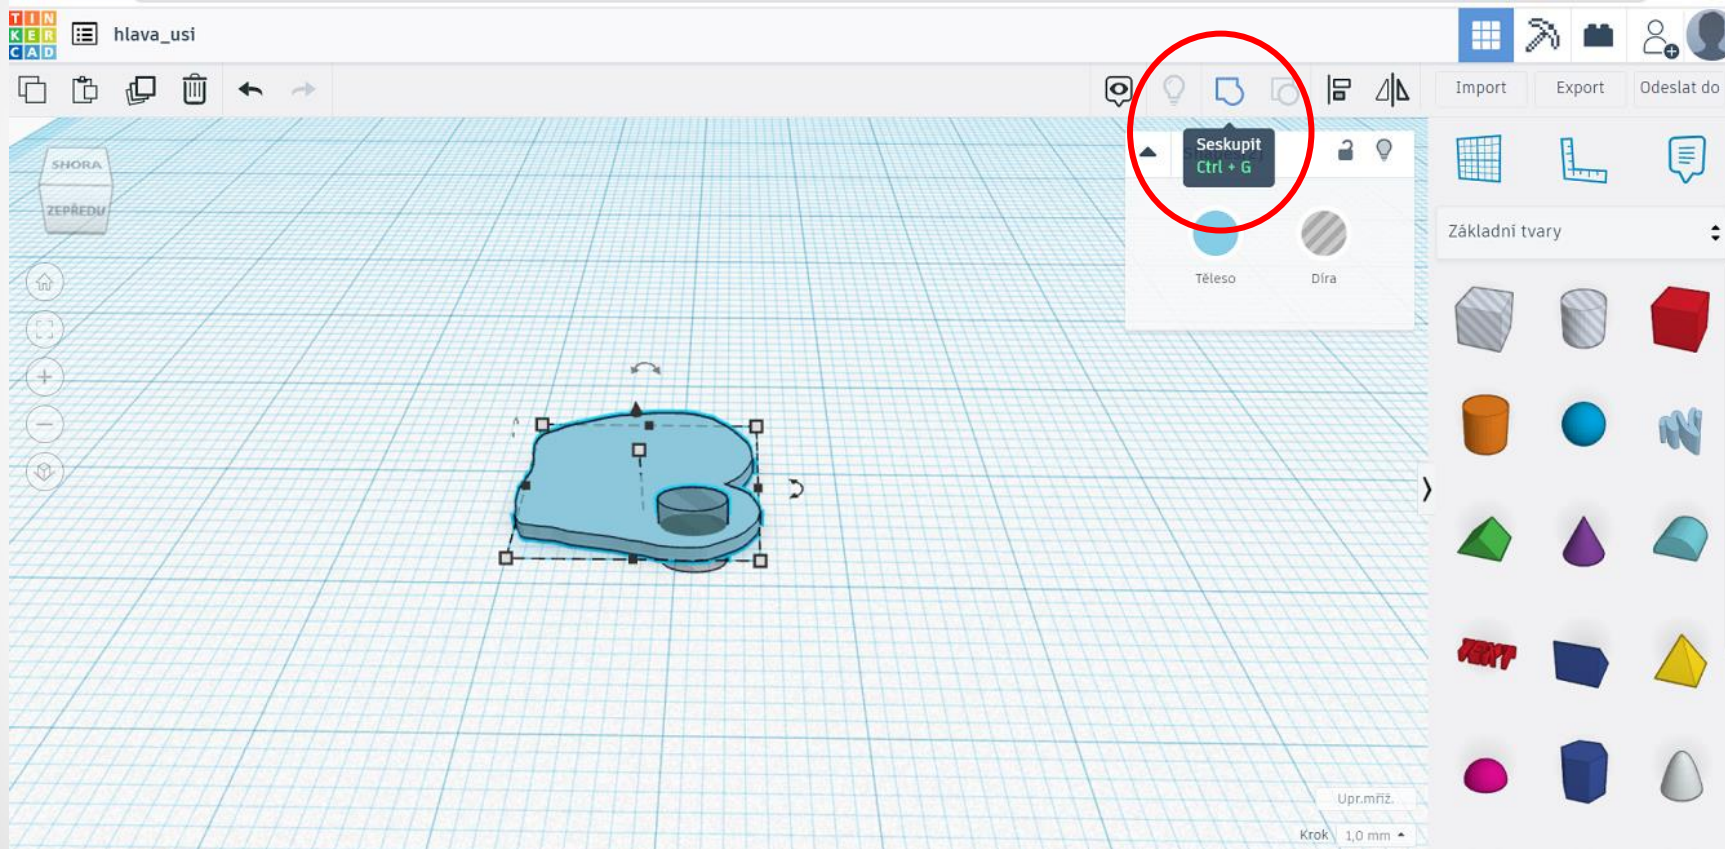 TIN
KER
CAD
hlava_usi
Import
Export
Odeslat do
Seskupit
Ctrl + G
SHORA
ZEPŘEDU
Těleso
Díra
Základní tvary
TEXT
Upr.mříž.
Krok 1,0 mm